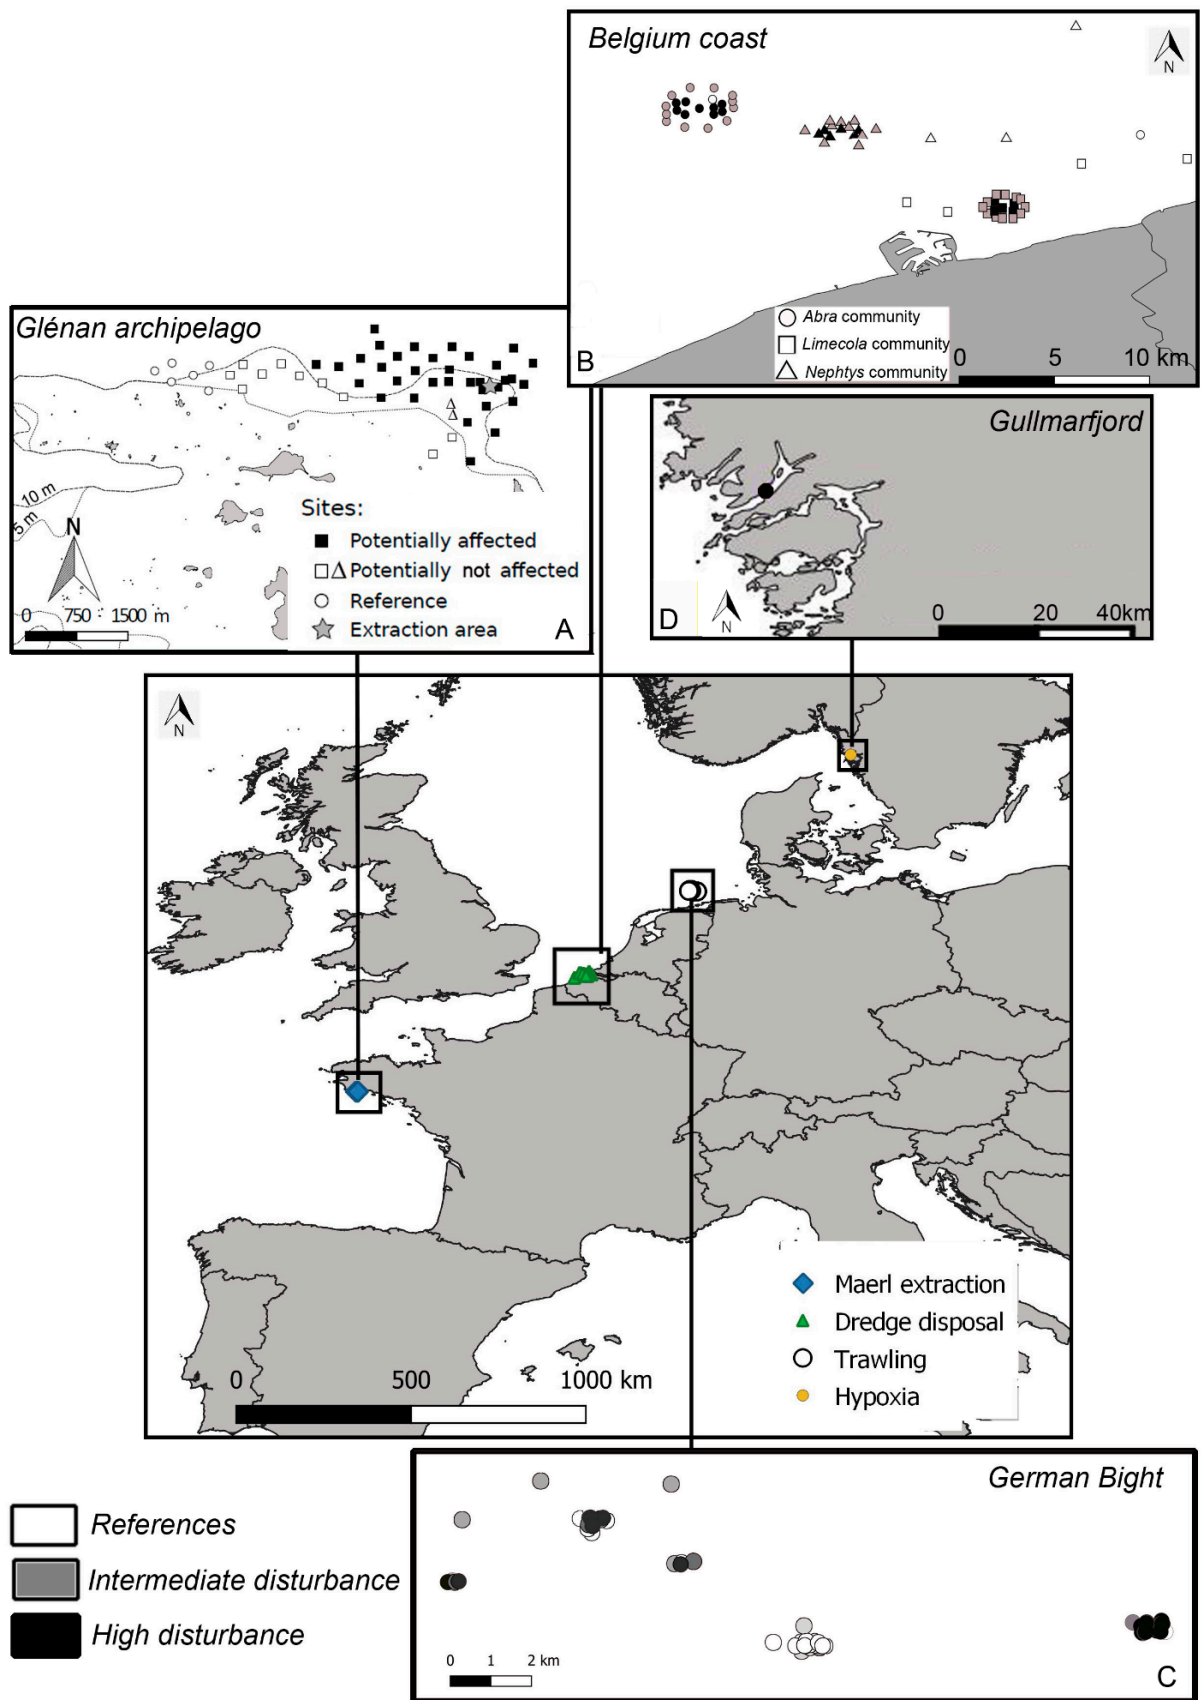 Belgium coast
N
Abra community
Limecola community
Nephtys community
B
0 5 10 km
Glénan archipelago
10 m
5 m
N
Sites:
Potentially affected
Potentially not affected
Reference
Extraction area
0 750 1500 m
A
Gullmarfjord
D
N
0 20 40km
N
Maerl extraction
Dredge disposal
Trawling
Hypoxia
0 500 1000 km
German Bight
References
Intermediate disturbance
High disturbance
0 1 2 km
C